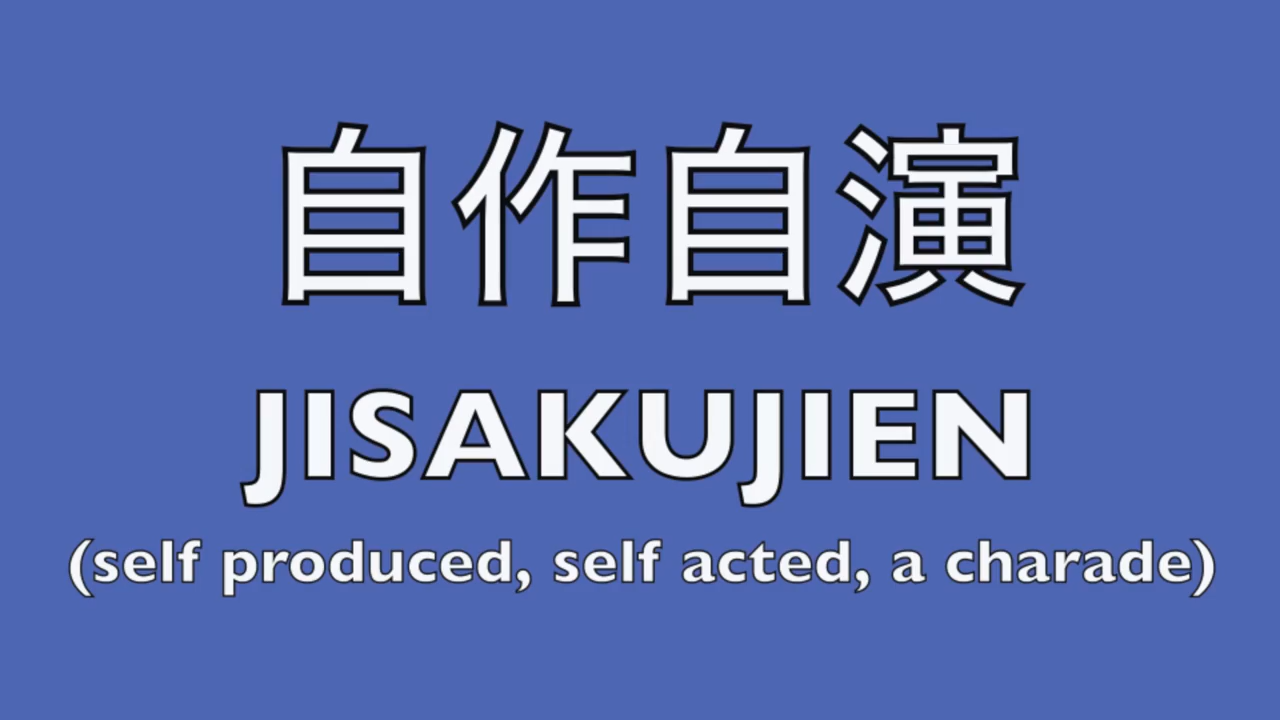 自作自演
JISAKUJIEN
(self produced, self acted, a charade)